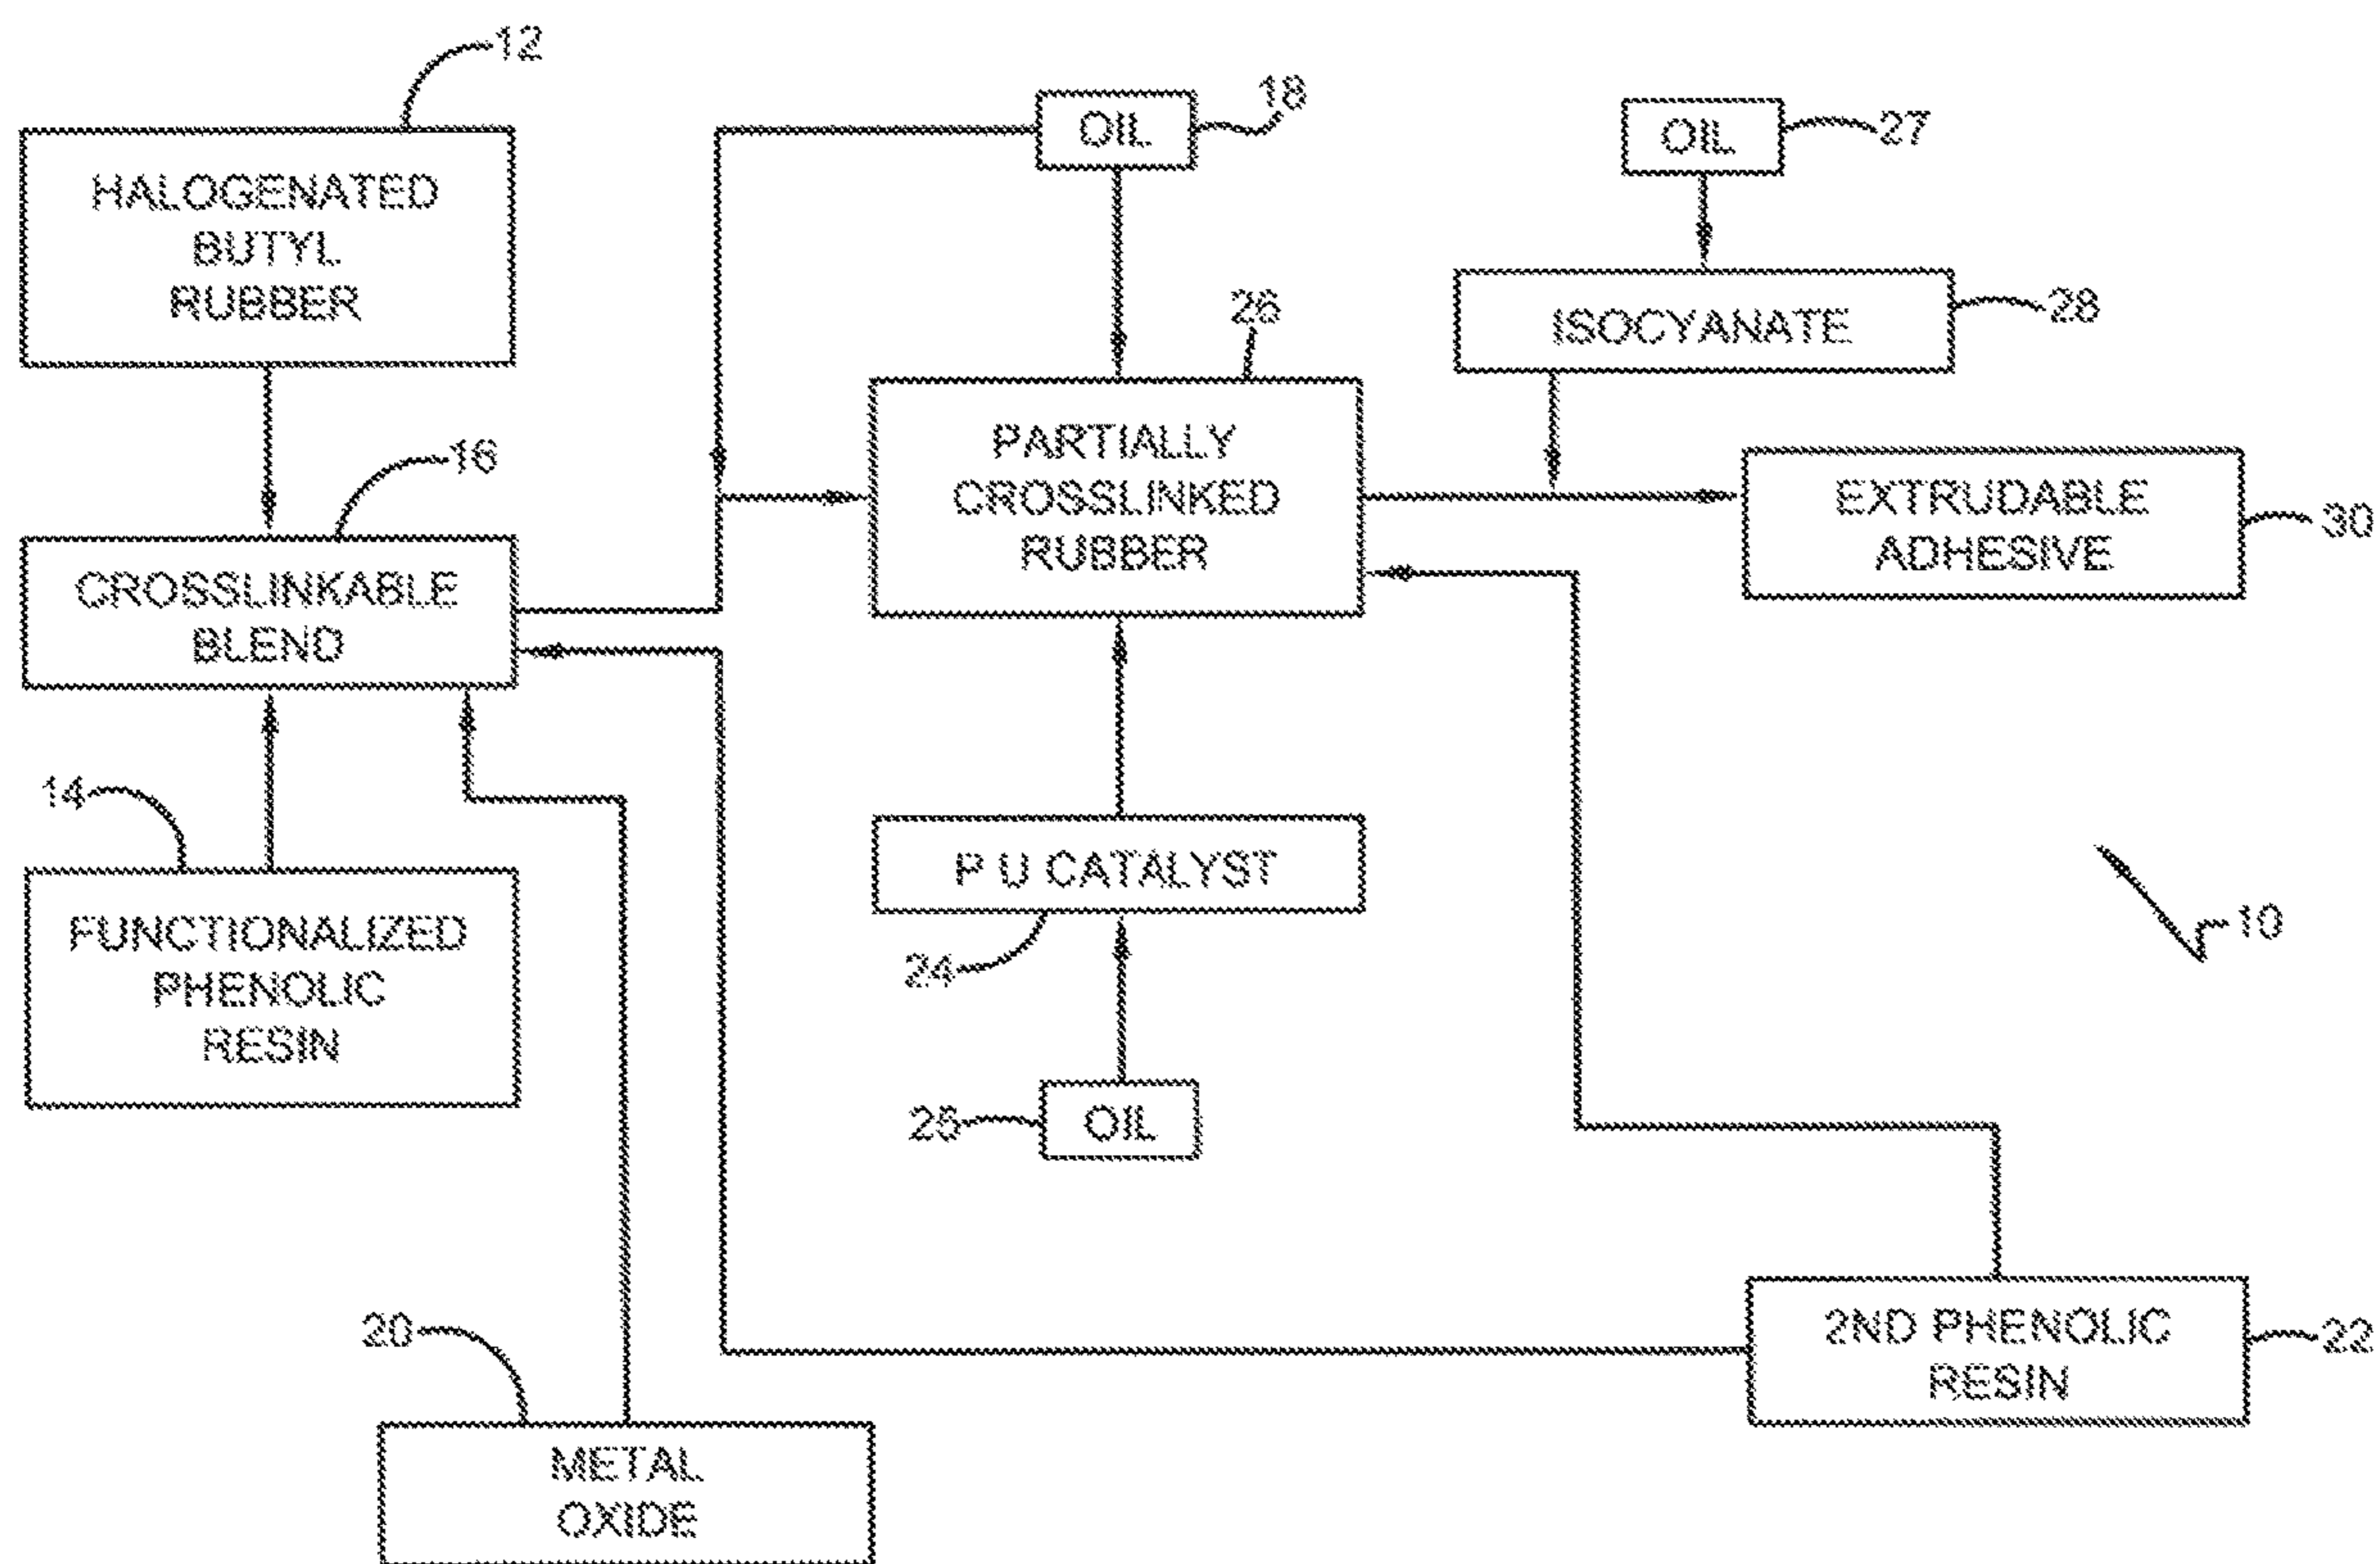 12
HALOGENATED
BUTYL
RUBBER
OIL
18
OIL
27
ISOCYANATE
28
26
PARTIALLY
CROSSLINKED
RUBBER
16
CROSSLINKABLE
BLEND
EXTRUDABLE
ADHESIVE
30
14
FUNCTIONALIZED
PHENOLIC
RESIN
P U CATALYST
24
10
25
OIL
20
METAL
OXIDE
2ND PHENOLIC
RESIN
22